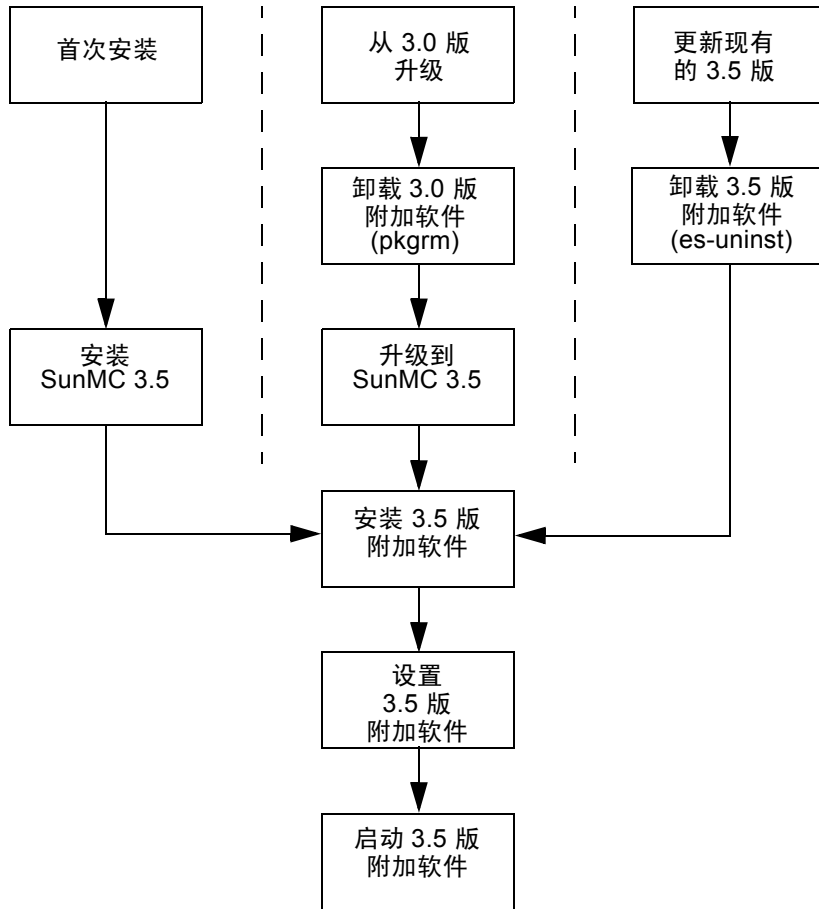 首次安装
从 3.0 版
升级
更新现有
的 3.5 版
卸载 3.0 版
附加软件
(pkgrm)
卸载 3.5 版
附加软件
(es-uninst)
安装
SunMC 3.5
升级到
SunMC 3.5
安装 3.5 版
附加软件
设置
3.5 版
附加软件
启动 3.5 版
附加软件